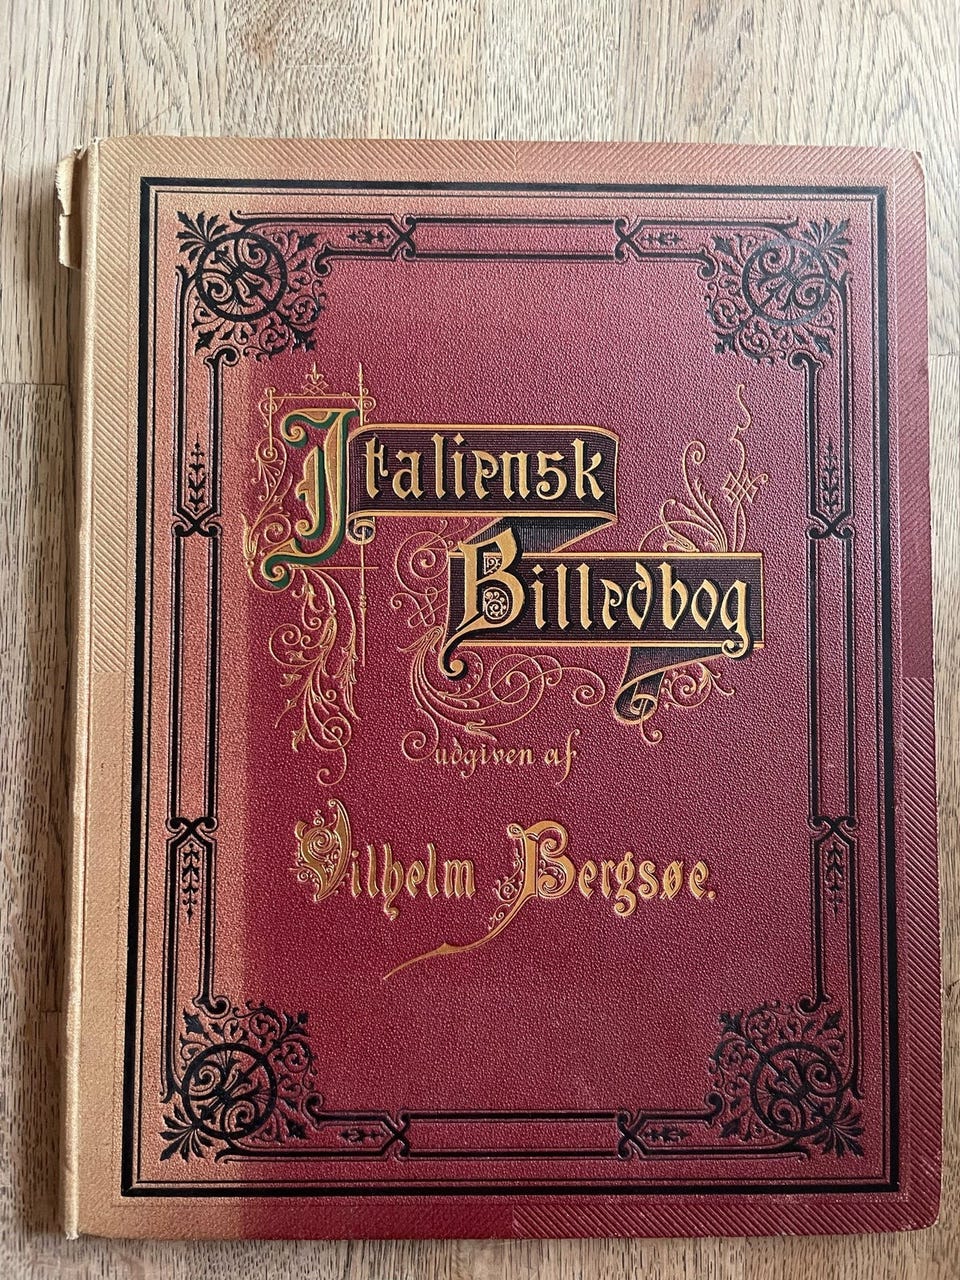 Italiensk
Billedbog
udgiven af
Vilhelm Bergsøe.